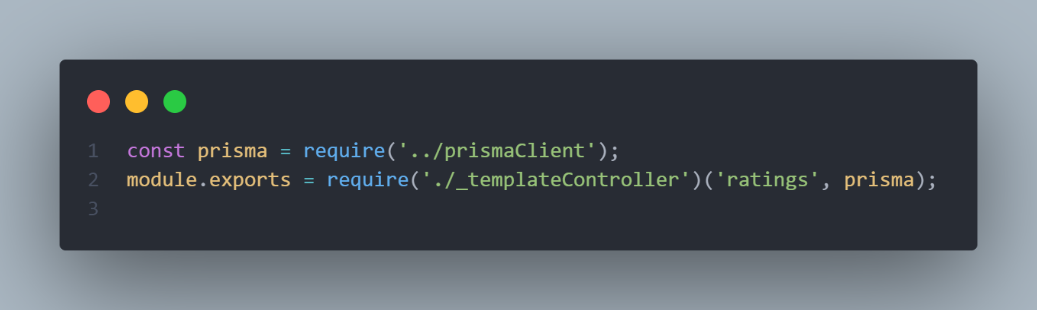 1 const prisma = require('../prismaClient');
2 module.exports = require('./_templateController')('ratings', prisma);
3